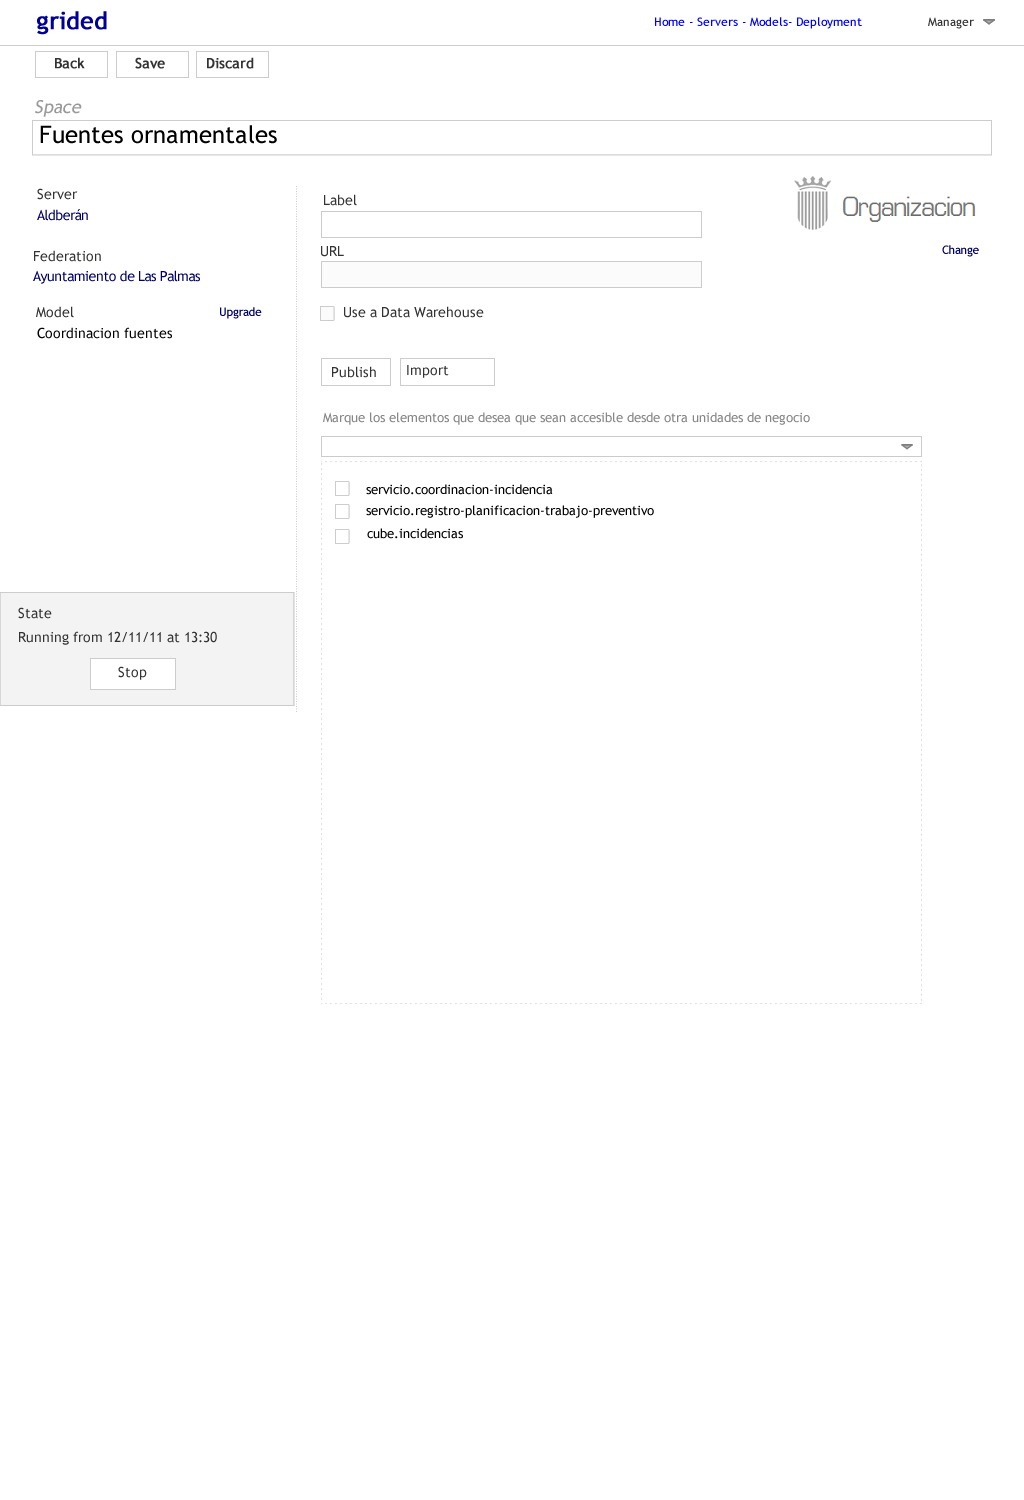 grided
Home - Servers - Models- Deployment
Manager
Back
Save
Discard
Space
Fuentes ornamentales
Server
Aldberán
Federation
Ayuntamiento de Las Palmas
Model
Upgrade
Coordinacion fuentes
State
Running from 12/11/11 at 13:30
Stop
Label
URL
Use a Data Warehouse
Organizacion
Change
Publish
Import
Marque los elementos que desea que sean accesible desde otra unidades de negocio
servicio.coordinacion-incidencia
servicio.registro-planificacion-trabajo-preventivo
cube.incidencias